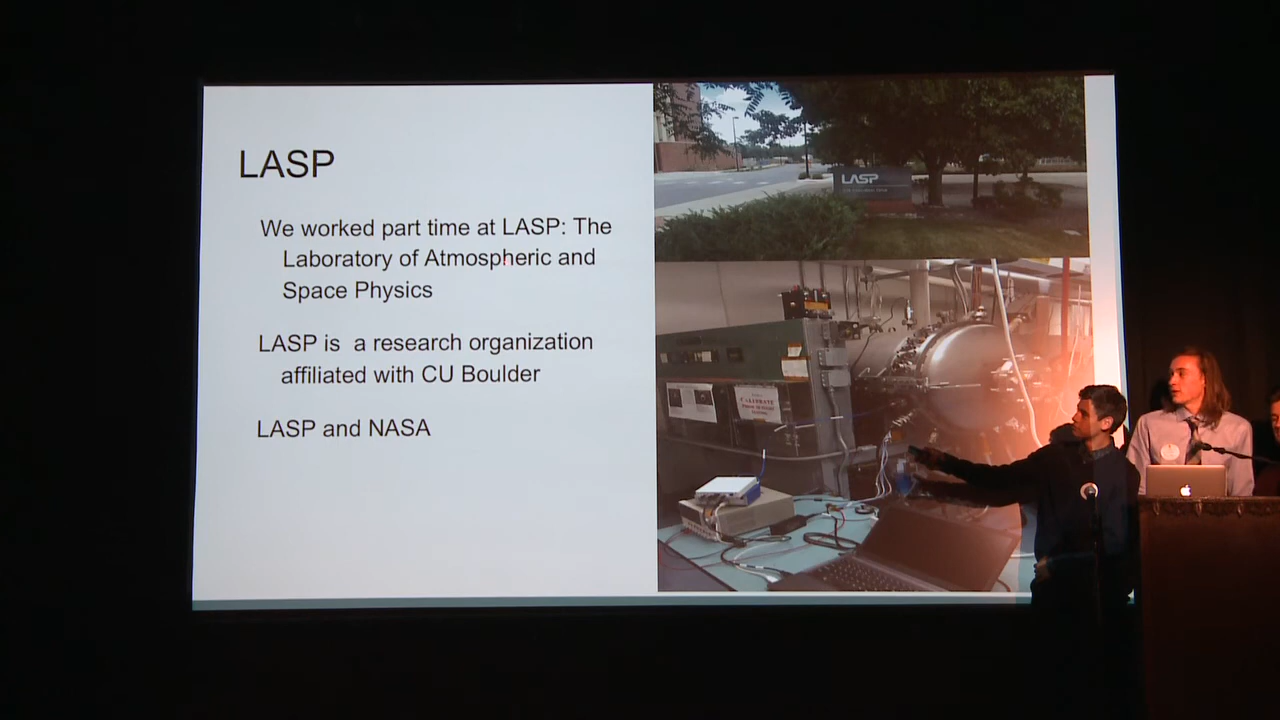 LASP
We worked part time at LASP: The
Laboratory of Atmospheric and
Space Physics
LASP is a research organization
affiliated with CU Boulder
LASP and NASA
LASP